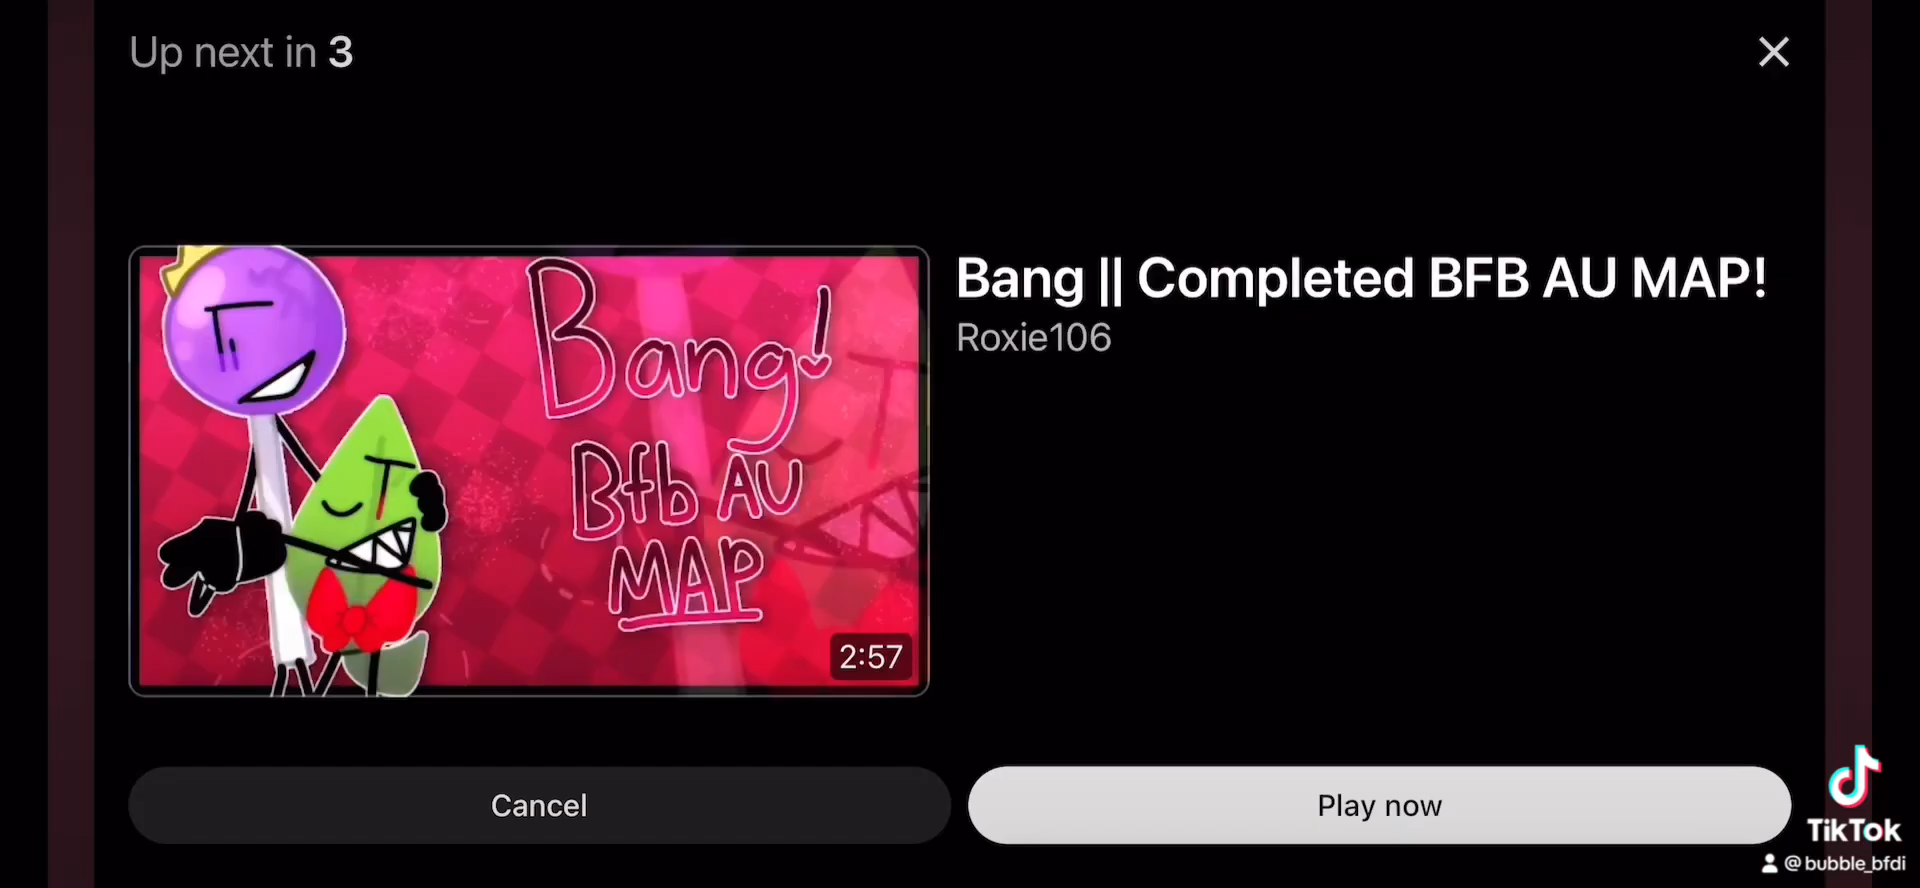 Up next in 3
Bang!
Bfb AU
MAP
2:57
Bang || Completed BFB AU MAP!
Roxie106
Cancel
Play now
TikTok
@bubble_bfdi